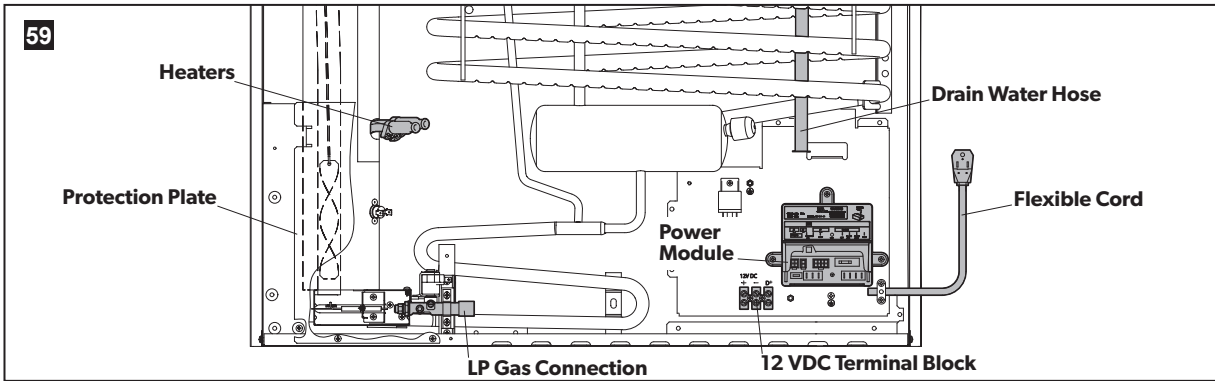 59
Heaters
Drain Water Hose
Protection Plate
Flexible Cord
Power
Module
12V DC
+ − D+
LP Gas Connection
12 VDC Terminal Block